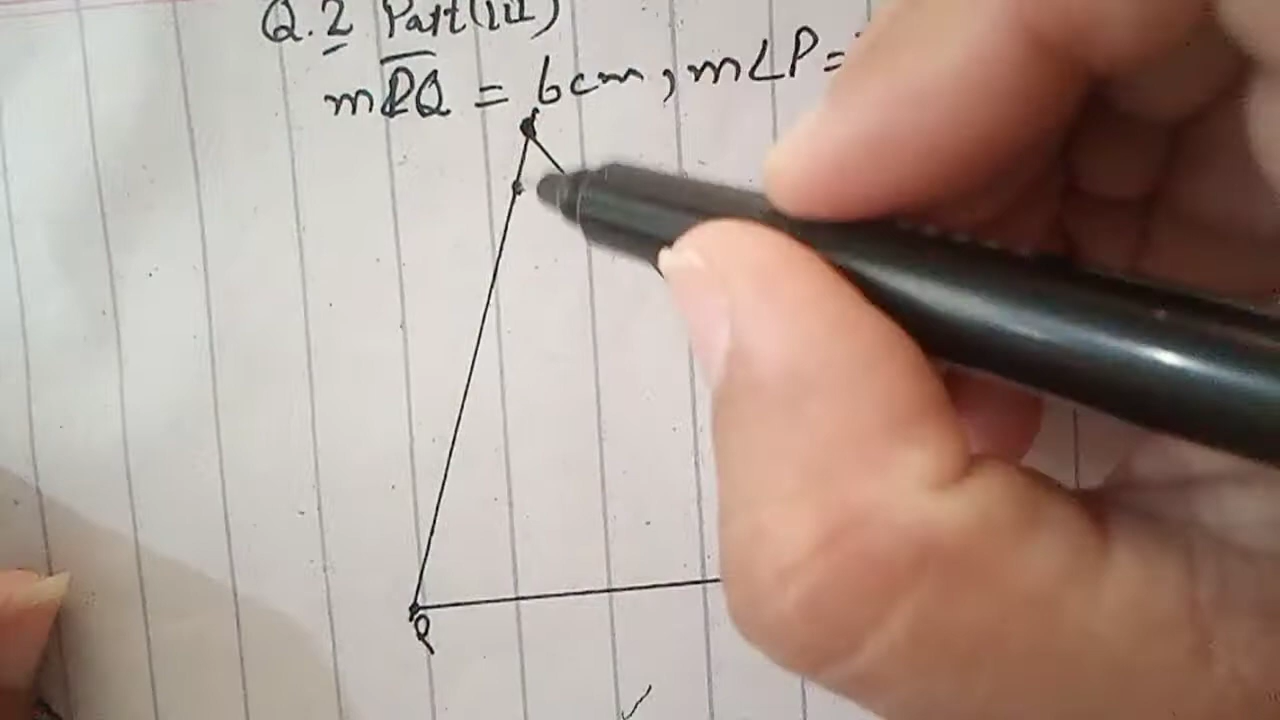 Q.2 Part (iii)
mPQ = 6cm, m∠P =
P